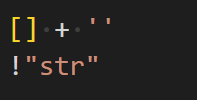 [] + ''
!"str"